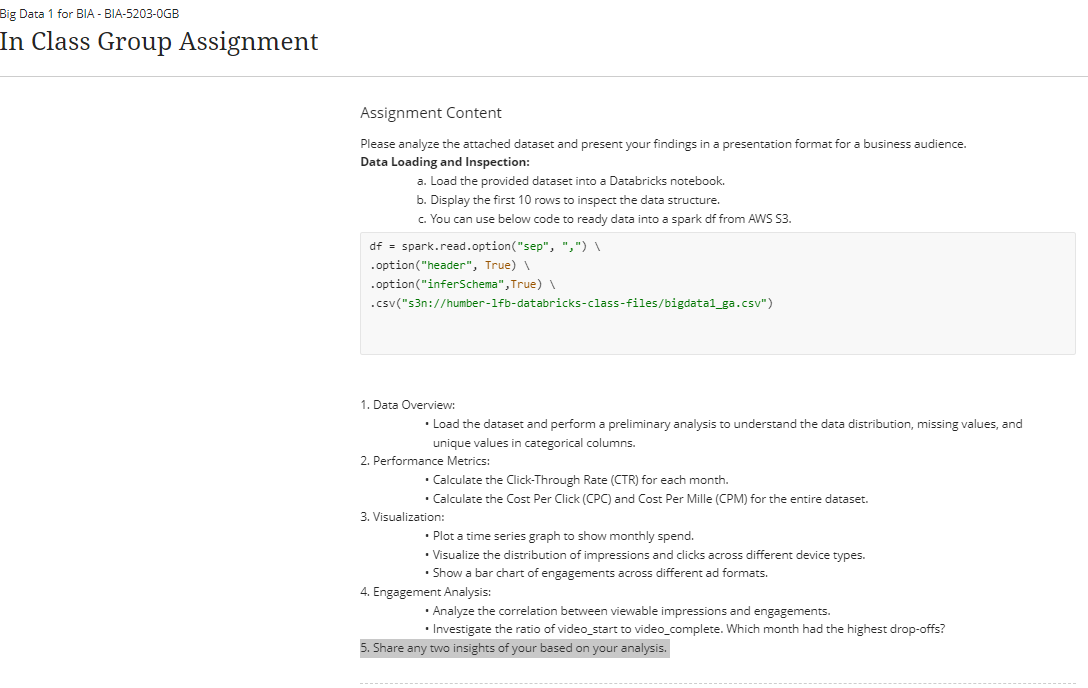 Big Data 1 for BIA - BIA-5203-0GB
In Class Group Assignment
Assignment Content
Please analyze the attached dataset and present your findings in a presentation format for a business audience.
Data Loading and Inspection:
a. Load the provided dataset into a Databricks notebook.
b. Display the first 10 rows to inspect the data structure.
c. You can use below code to ready data into a spark df from AWS S3.
df = spark.read.option("sep", ",") \
.option("header", True) \
.option("inferSchema",True) \
.csv("s3n://humber-lfb-databricks-class-files/bigdata1_ga.csv")
1. Data Overview:
• Load the dataset and perform a preliminary analysis to understand the data distribution, missing values, and
unique values in categorical columns.
2. Performance Metrics:
• Calculate the Click-Through Rate (CTR) for each month.
• Calculate the Cost Per Click (CPC) and Cost Per Mille (CPM) for the entire dataset.
3. Visualization:
• Plot a time series graph to show monthly spend.
• Visualize the distribution of impressions and clicks across different device types.
• Show a bar chart of engagements across different ad formats.
4. Engagement Analysis:
• Analyze the correlation between viewable impressions and engagements.
• Investigate the ratio of video_start to video_complete. Which month had the highest drop-offs?
5. Share any two insights of your based on your analysis.